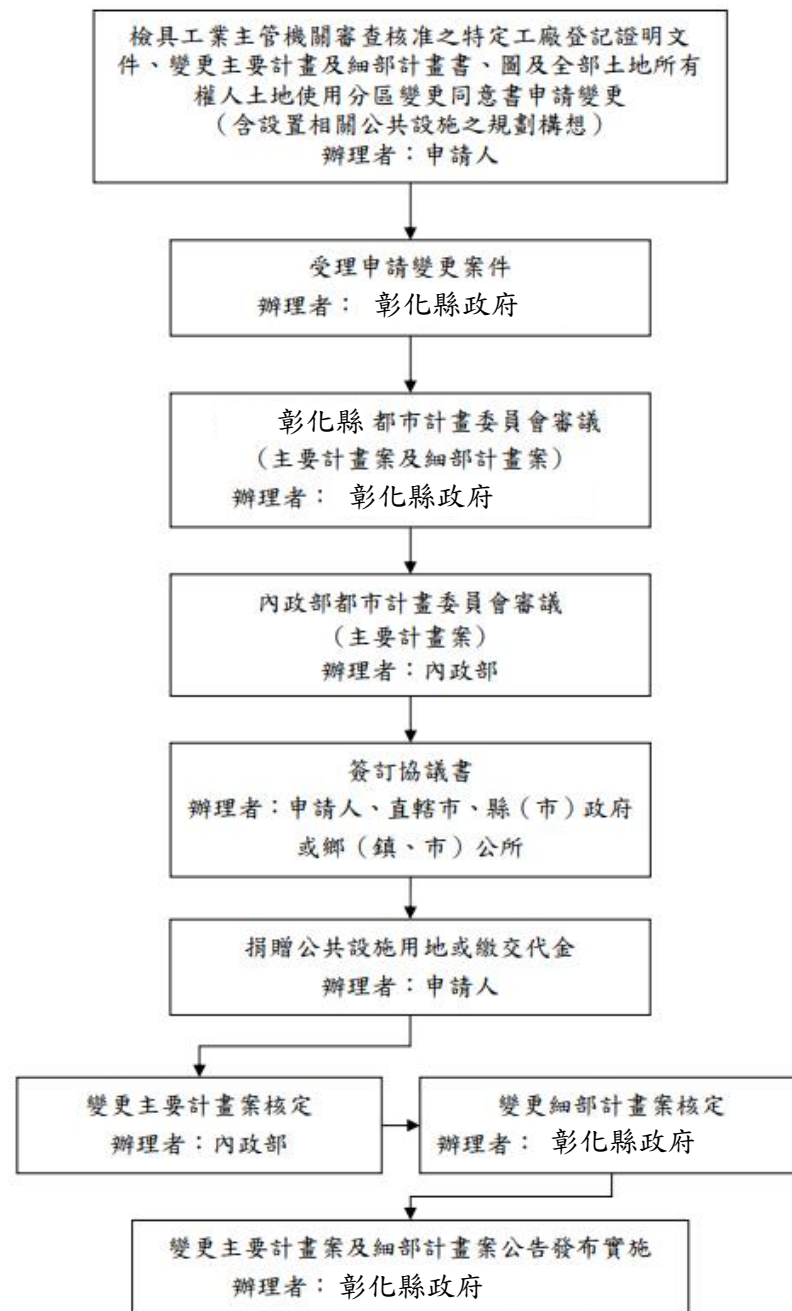 檢具工業主管機關審查核准之特定工廠登記證明文
件、變更主要計畫及細部計畫書、圖及全部土地所有
權人土地使用分區變更同意書申請變更
（含設置相關公共設施之規劃構想）
辦理者：申請人
受理申請變更案件
辦理者： 彰化縣政府
彰化縣 都市計畫委員會審議
（主要計畫案及細部計畫案）
辦理者： 彰化縣政府
內政部都市計畫委員會審議
（主要計畫案）
辦理者：內政部
簽訂協議書
辦理者：申請人、直轄市、縣（市）政府
或鄉（鎮、市）公所
捐贈公共設施用地或繳交代金
辦理者：申請人
變更主要計畫案核定
辦理者：內政部
變更細部計畫案核定
辦理者： 彰化縣政府
變更主要計畫案及細部計畫案公告發布實施
辦理者： 彰化縣政府